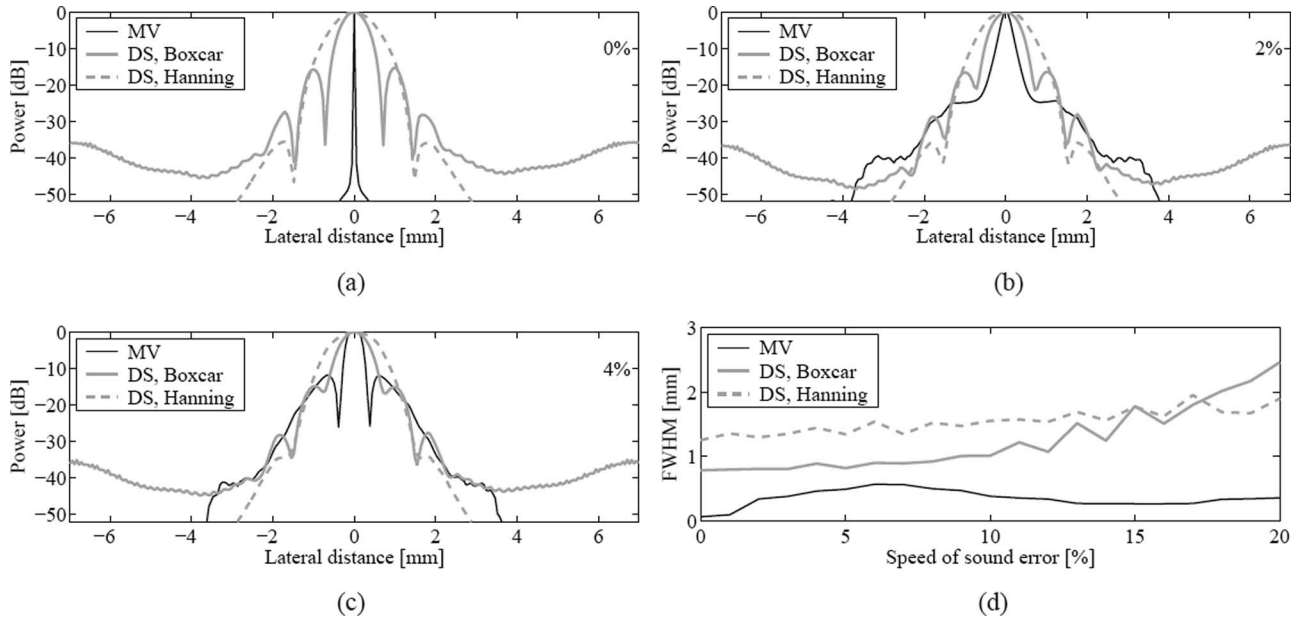 0
−10
−20
−30
−40
−50
Power [dB]
MV
DS, Boxcar
DS, Hanning
0%
−6 −4 −2 0 2 4 6
Lateral distance [mm]
(a)
0
−10
−20
−30
−40
−50
Power [dB]
MV
DS, Boxcar
DS, Hanning
2%
−6 −4 −2 0 2 4 6
Lateral distance [mm]
(b)
0
−10
−20
−30
−40
−50
Power [dB]
MV
DS, Boxcar
DS, Hanning
4%
−6 −4 −2 0 2 4 6
Lateral distance [mm]
(c)
3
2
1
0
FWHM [mm]
MV
DS, Boxcar
DS, Hanning
0 5 10 15 20
Speed of sound error [%]
(d)